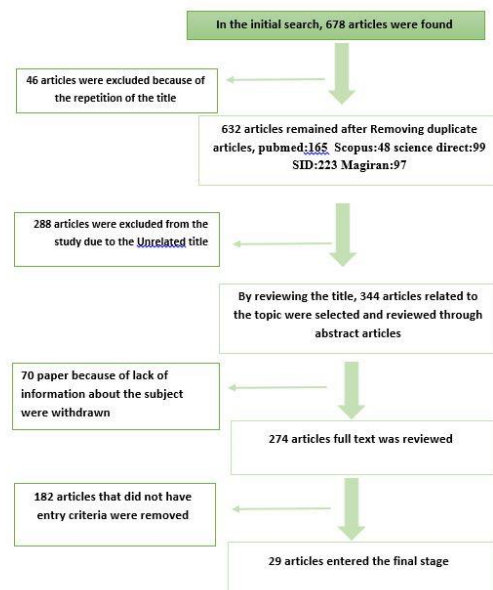 In the initial search, 678 articles were found
46 articles were excluded because of
the repetition of the title
632 articles remained after Removing duplicate
articles, pubmed:165 Scopus:48 science direct:99
SID:223 Magiran:97
288 articles were excluded from the
study due to the Unrelated title
By reviewing the title, 344 articles related to
the topic were selected and reviewed through
abstract articles
70 paper because of lack of
information about the subject
were withdrawn
274 articles full text was reviewed
182 articles that did not have
entry criteria were removed
29 articles entered the final stage